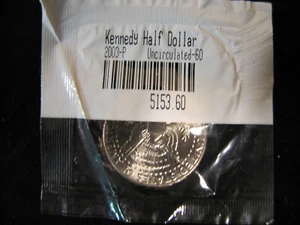 Kennedy Half Dollar
2003-P Uncirculated-60
5153.60